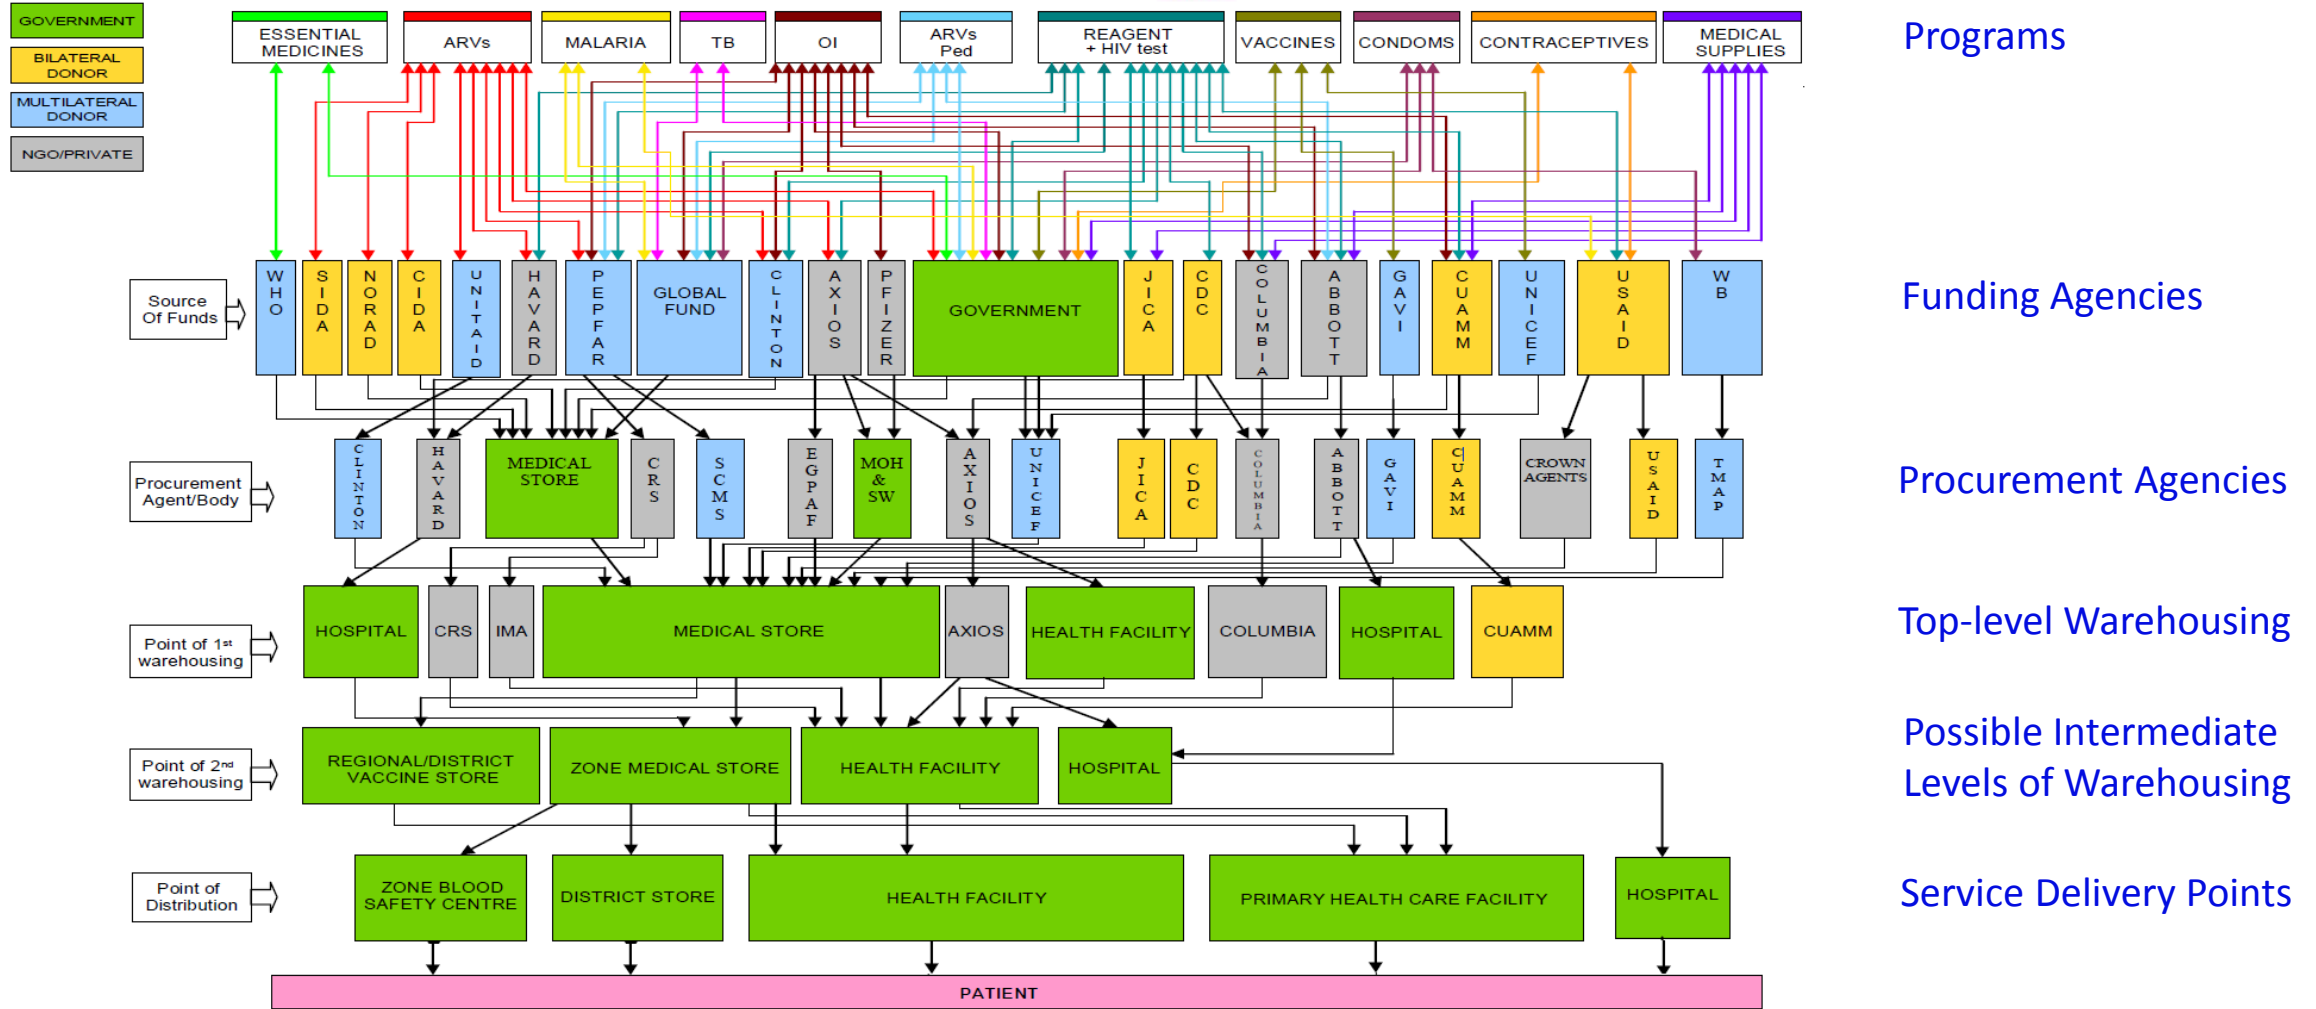 GOVERNMENT
BILATERAL
DONOR
MULTILATERAL
DONOR
NGO/PRIVATE
ESSENTIAL
MEDICINES
ARVs
MALARIA
TB
OI
ARVs
Ped
REAGENT
+ HIV test
VACCINES
CONDOMS
CONTRACEPTIVES
MEDICAL
SUPPLIES
Programs
Source
Of Funds
WHO
SIDA
NORAD
CIDA
UNITAID
HAVARD
PEPFAR
GLOBAL
FUND
CLINTON
AXIOS
PFIZER
GOVERNMENT
JICA
CDC
COLUMBIA
ABBOTT
GAVI
CUAMM
UNICEF
USAID
WB
Funding Agencies
Procurement
Agent/Body
CLINTON
HAVARD
MEDICAL
STORE
CRS
SCMS
EGPAF
MOH
&
SW
AXIOS
UNICEF
JICA
CDC
COLUMBIA
ABBOTT
GAVI
CUAMM
CROWN
AGENTS
USAID
TMAP
Procurement Agencies
Point of 1st
warehousing
HOSPITAL
CRS
IMA
MEDICAL STORE
AXIOS
HEALTH FACILITY
COLUMBIA
HOSPITAL
CUAMM
Top-level Warehousing
Point of 2nd
warehousing
REGIONAL/DISTRICT
VACCINE STORE
ZONE MEDICAL STORE
HEALTH FACILITY
HOSPITAL
Possible Intermediate
Levels of Warehousing
Point of
Distribution
ZONE BLOOD
SAFETY CENTRE
DISTRICT STORE
HEALTH FACILITY
PRIMARY HEALTH CARE FACILITY
HOSPITAL
Service Delivery Points
PATIENT